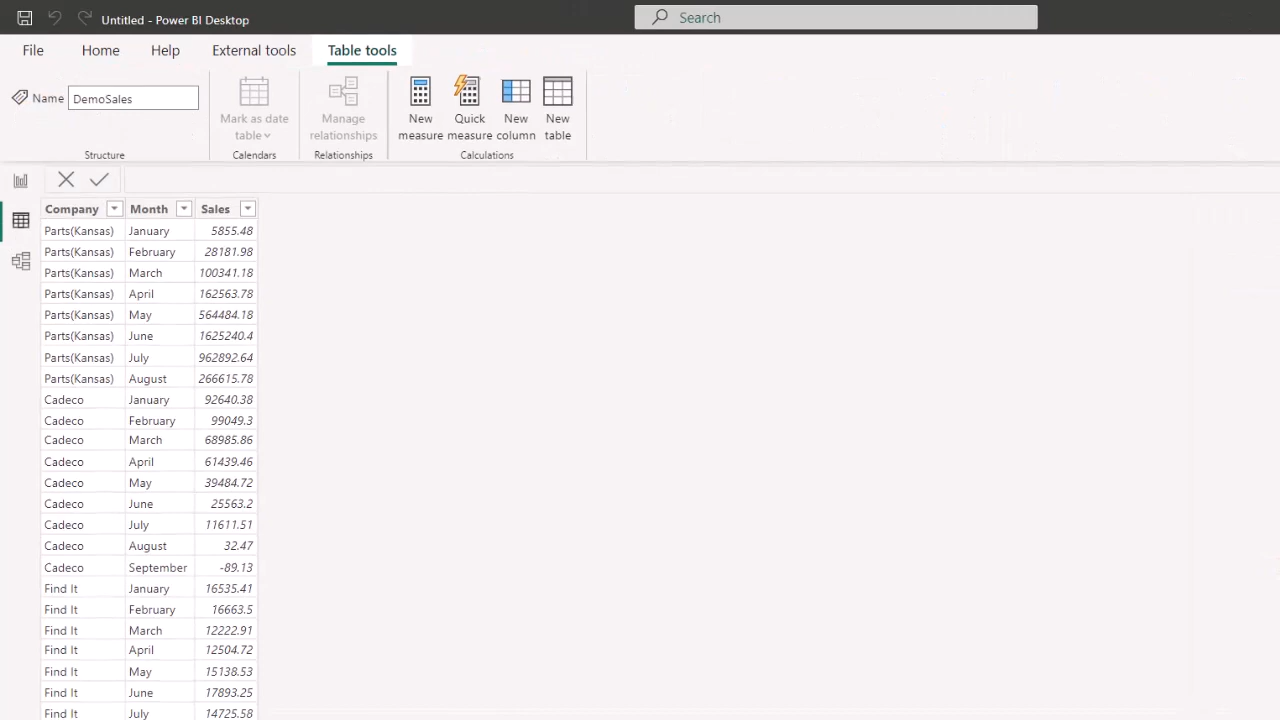 Untitled - Power BI Desktop
Search
File Home Help External tools Table tools
Name DemoSales
Mark as date table
Manage relationships
New measure
Quick measure
New column
New table
Structure Calendars Relationships Calculations
Company Month Sales
Parts(Kansas) January 5855.48
Parts(Kansas) February 28181.98
Parts(Kansas) March 100341.18
Parts(Kansas) April 162563.78
Parts(Kansas) May 564484.18
Parts(Kansas) June 1625240.4
Parts(Kansas) July 962892.64
Parts(Kansas) August 266615.78
Cadeco January 92640.38
Cadeco February 99049.3
Cadeco March 68985.86
Cadeco April 61439.46
Cadeco May 39484.72
Cadeco June 25563.2
Cadeco July 11611.51
Cadeco August 32.47
Cadeco September -89.13
Find It January 16535.41
Find It February 16663.5
Find It March 12222.91
Find It April 12504.72
Find It May 15138.53
Find It June 17893.25
Find It July 14725.58